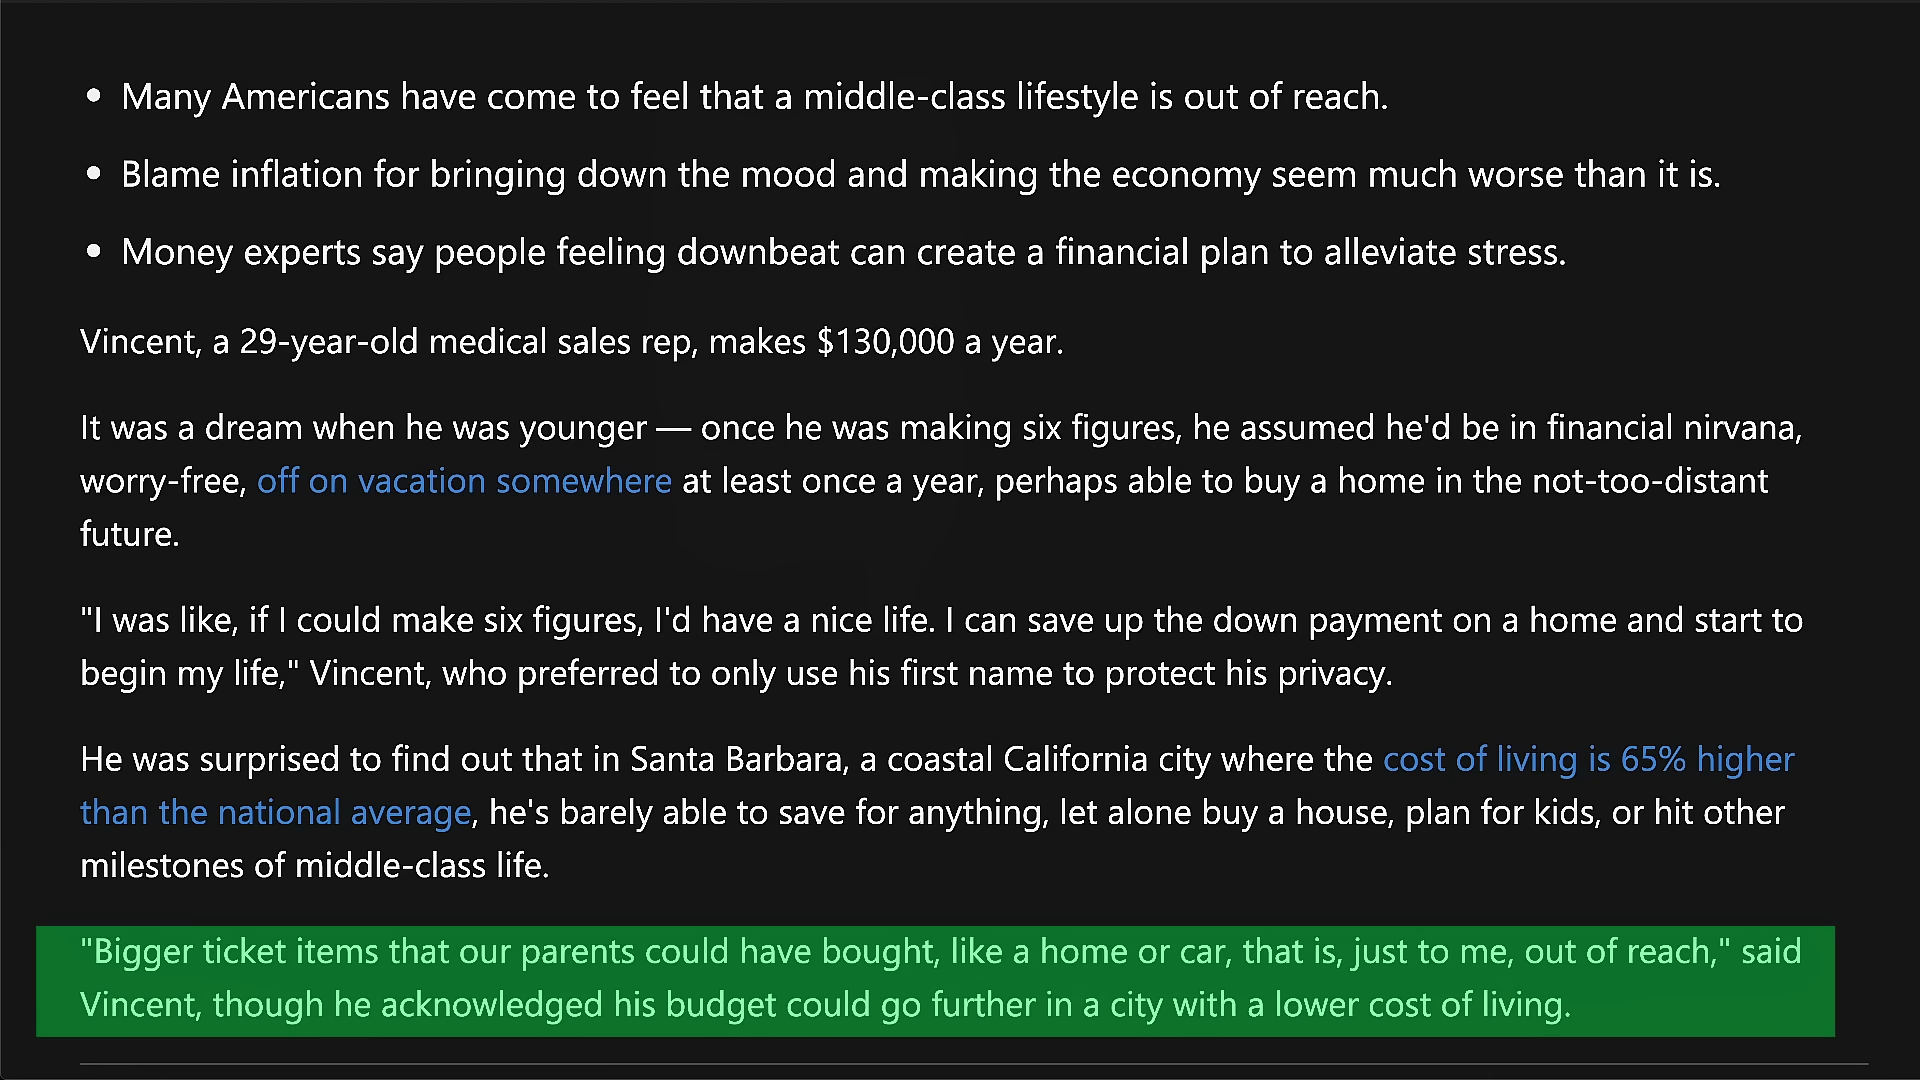 • Many Americans have come to feel that a middle-class lifestyle is out of reach.
• Blame inflation for bringing down the mood and making the economy seem much worse than it is.
• Money experts say people feeling downbeat can create a financial plan to alleviate stress.
Vincent, a 29-year-old medical sales rep, makes $130,000 a year.
It was a dream when he was younger — once he was making six figures, he assumed he'd be in financial nirvana,
worry-free, off on vacation somewhere at least once a year, perhaps able to buy a home in the not-too-distant
future.
"I was like, if I could make six figures, I'd have a nice life. I can save up the down payment on a home and start to
begin my life," Vincent, who preferred to only use his first name to protect his privacy.
He was surprised to find out that in Santa Barbara, a coastal California city where the cost of living is 65% higher
than the national average, he's barely able to save for anything, let alone buy a house, plan for kids, or hit other
milestones of middle-class life.
"Bigger ticket items that our parents could have bought, like a home or car, that is, just to me, out of reach," said
Vincent, though he acknowledged his budget could go further in a city with a lower cost of living.